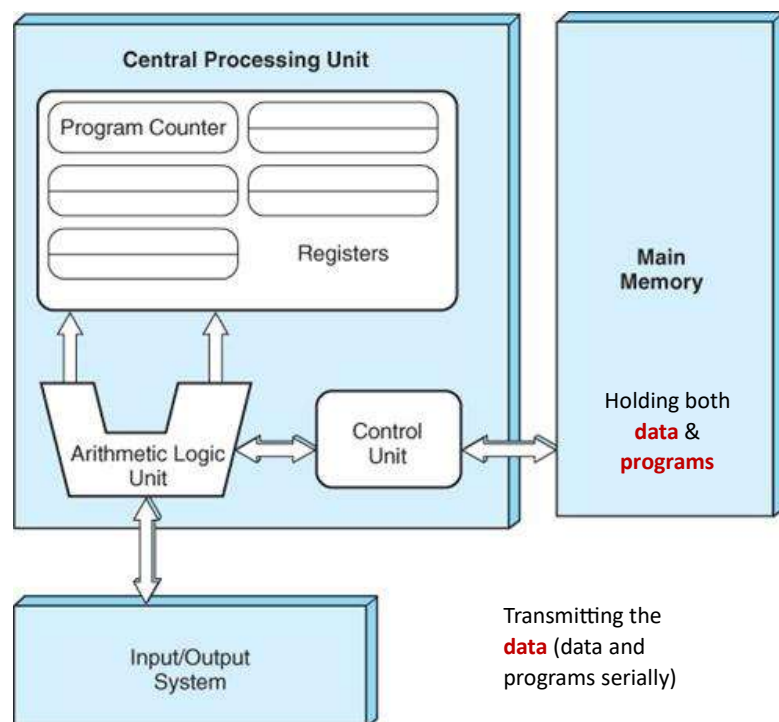 Central Processing Unit
Program Counter
Registers
Arithmetic Logic
Unit
Control
Unit
Main
Memory
Holding both
data &
programs
Input/Output
System
Transmitting the
data (data and
programs serially)